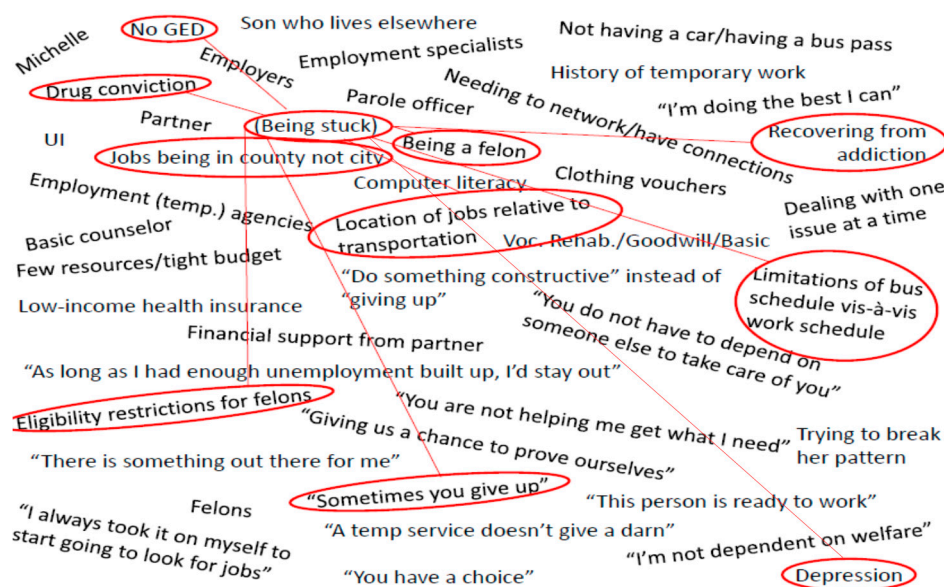 No GED
Son who lives elsewhere
Not having a car/having a bus pass
Michelle
Employers
Employment specialists
History of temporary work
Drug conviction
Parole officer
Needing to network/have connections
"I'm doing the best I can"
Partner
(Being stuck)
Being a felon
Recovering from
addiction
UI
Jobs being in county not city
Computer literacy
Clothing vouchers
Employment (temp.) agencies
Location of jobs relative to
transportation
Dealing with one
issue at a time
Basic counselor
Voc. Rehab./Goodwill/Basic
Few resources/tight budget
"Do something constructive" instead of
"giving up"
Limitations of bus
schedule vis-à-vis
work schedule
Low-income health insurance
"You do not have to depend on
someone else to take care of you"
Financial support from partner
"As long as I had enough unemployment built up, I'd stay out"
Eligibility restrictions for felons
"You are not helping me get what I need"
"Giving us a chance to prove ourselves"
Trying to break
her pattern
"There is something out there for me"
"Sometimes you give up"
Felons
"This person is ready to work"
"I always took it on myself to
start going to look for jobs"
"A temp service doesn't give a darn"
"I'm not dependent on welfare"
"You have a choice"
Depression